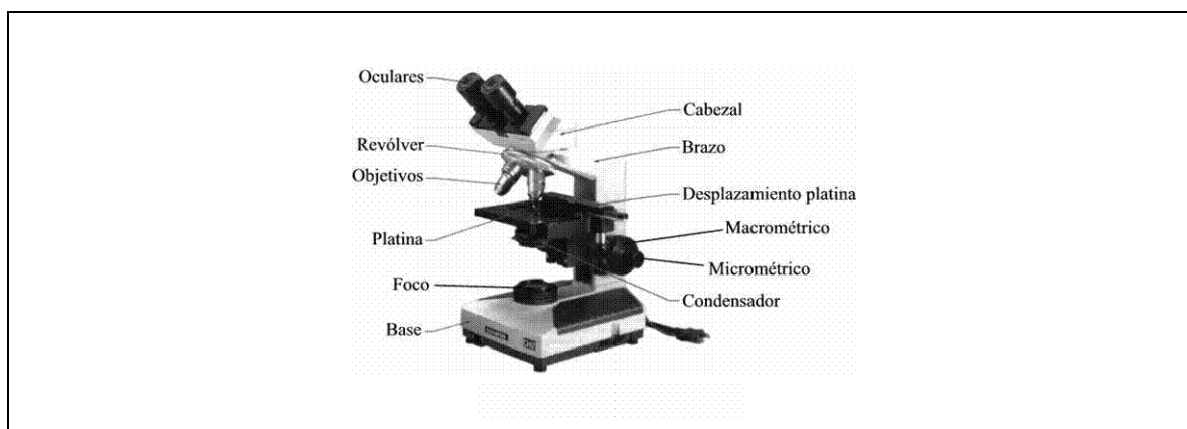 Oculares
Cabezal
Revólver
Brazo
Objetivos
Desplazamiento platina
Macrométrico
Platina
Micrométrico
Foco
Condensador
Base